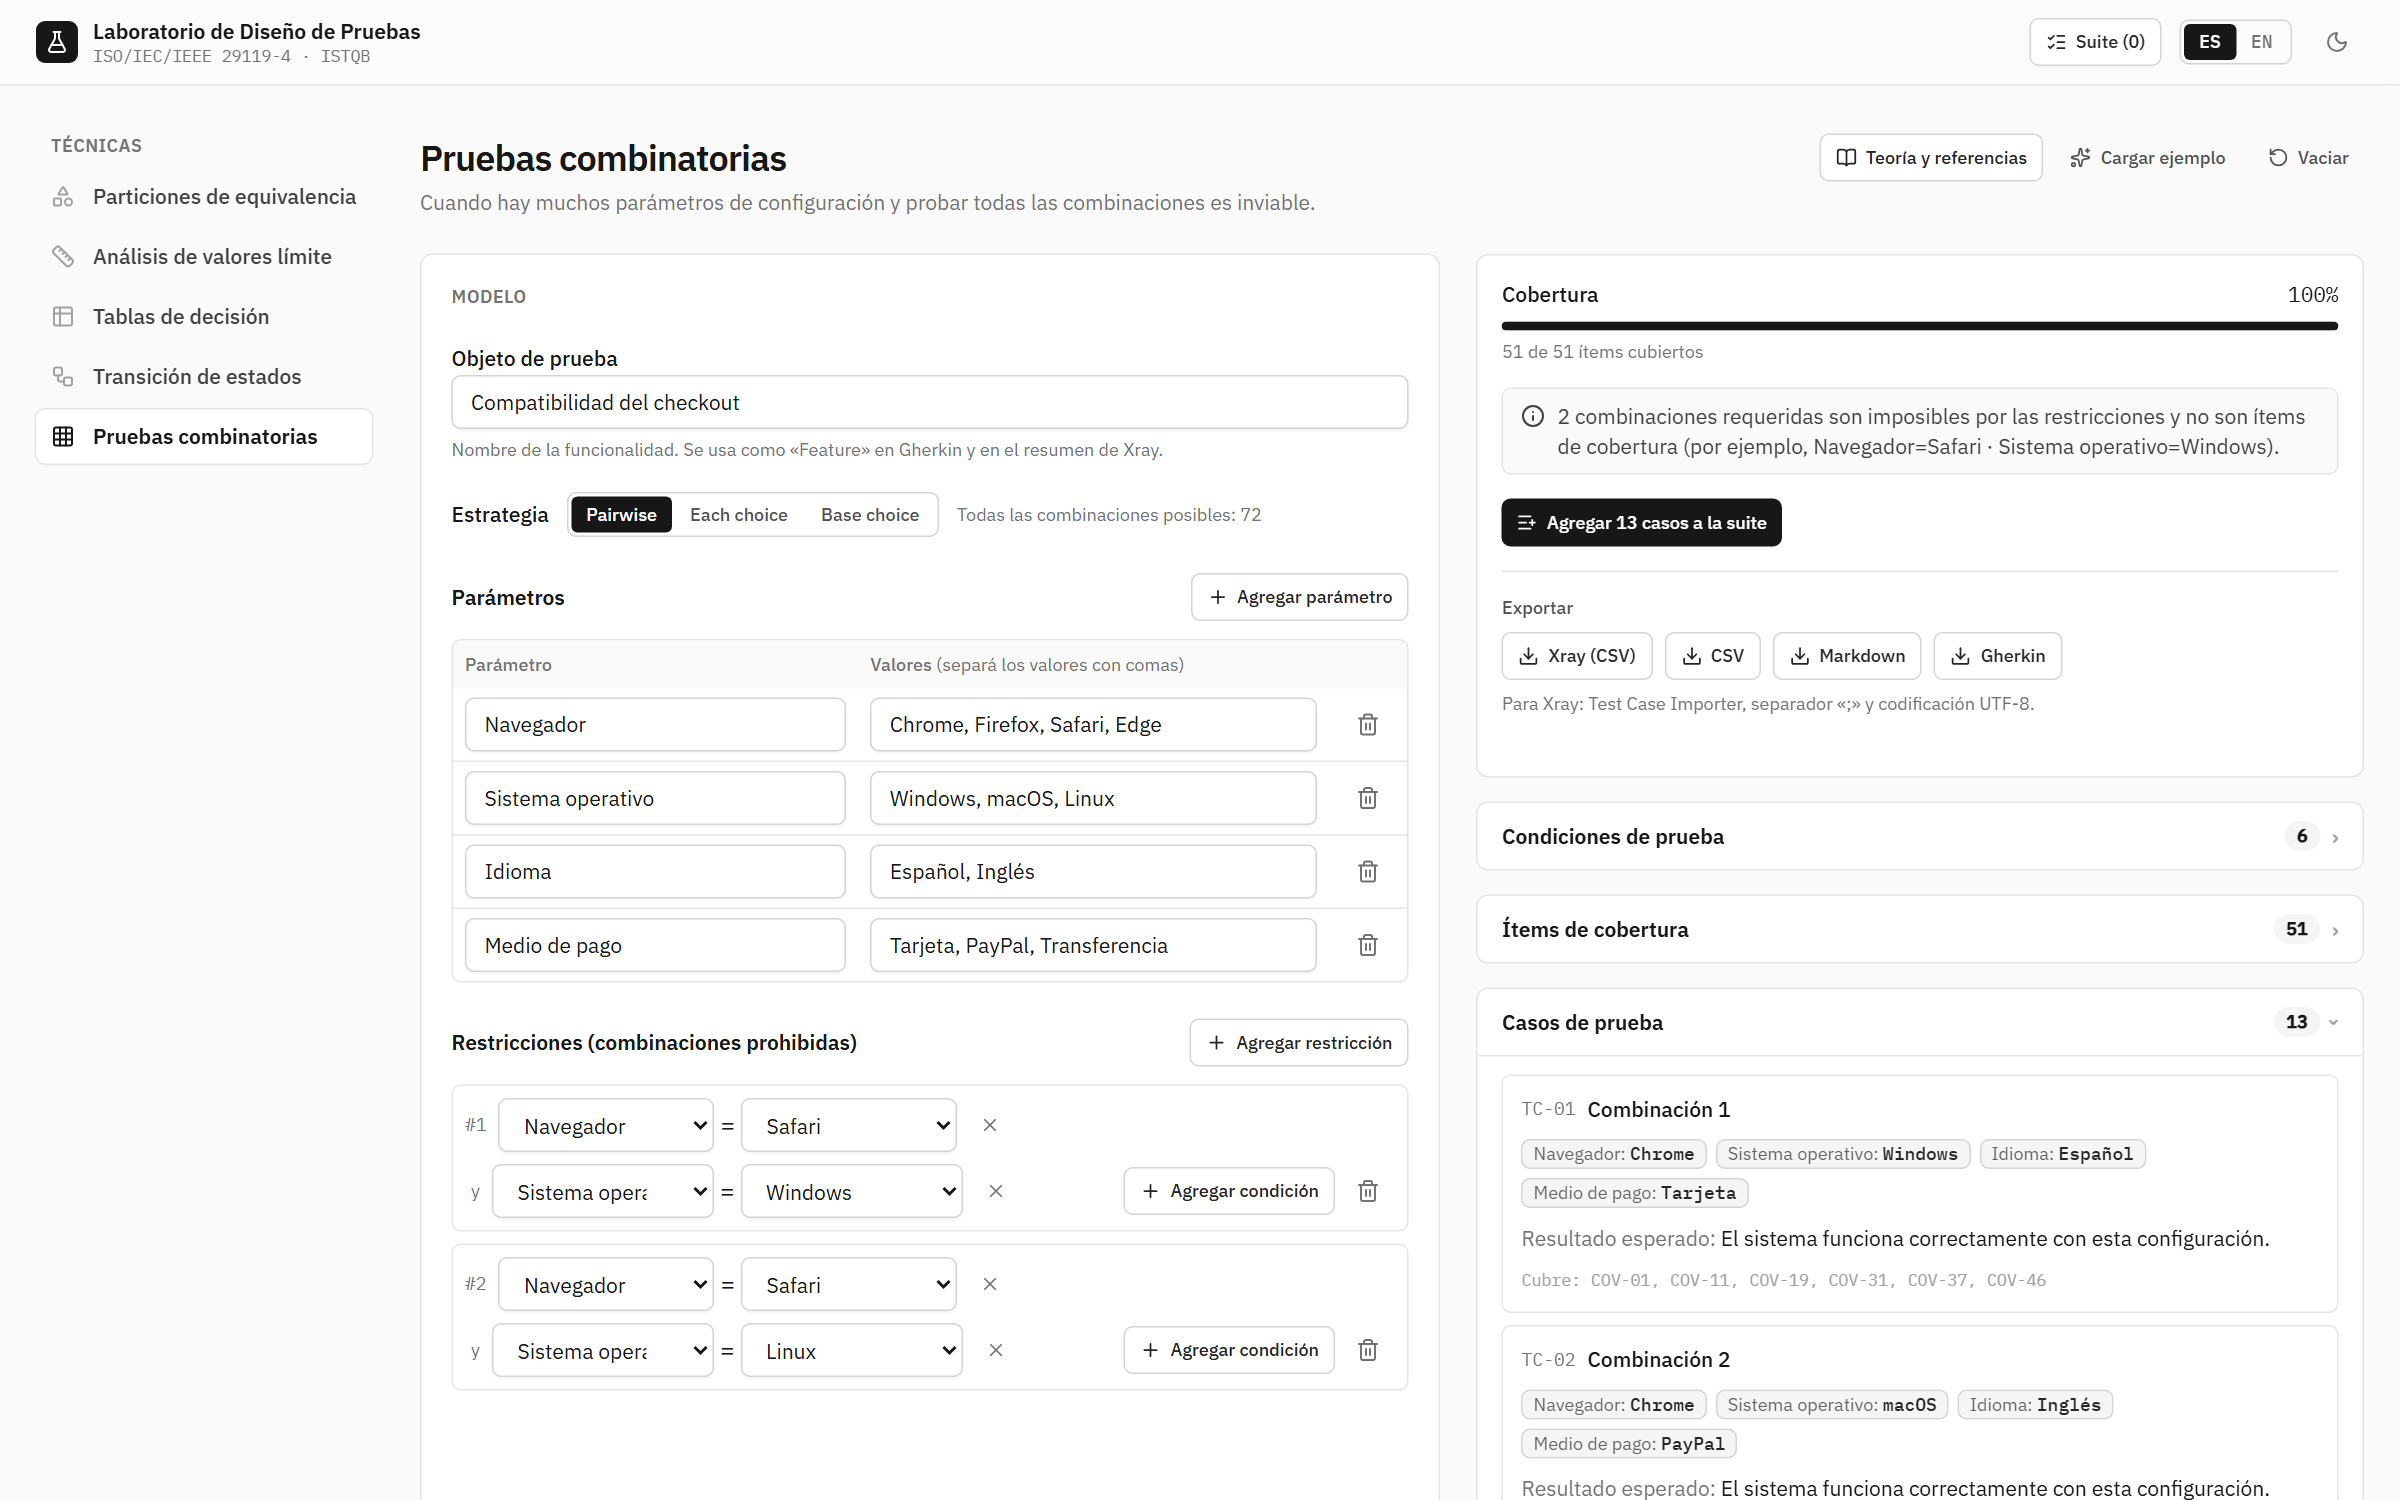 Laboratorio de Diseño de Pruebas
ISO/IEC/IEEE 29119-4 · ISTQB
Suite (0)
ES
EN
TÉCNICAS
Particiones de equivalencia
Análisis de valores límite
Tablas de decisión
Transición de estados
Pruebas combinatorias
Pruebas combinatorias
Cuando hay muchos parámetros de configuración y probar todas las combinaciones es inviable.
Teoría y referencias
Cargar ejemplo
Vaciar
MODELO
Objeto de prueba
Compatibilidad del checkout
Nombre de la funcionalidad. Se usa como «Feature» en Gherkin y en el resumen de Xray.
Estrategia
Pairwise
Each choice
Base choice
Todas las combinaciones posibles: 72
Parámetros
+ Agregar parámetro
Parámetro
Valores (separá los valores con comas)
Navegador
Chrome, Firefox, Safari, Edge
Sistema operativo
Windows, macOS, Linux
Idioma
Español, Inglés
Medio de pago
Tarjeta, PayPal, Transferencia
Restricciones (combinaciones prohibidas)
+ Agregar restricción
#1 Navegador = Safari ×
y Sistema opera = Windows ×
+ Agregar condición
#2 Navegador = Safari ×
y Sistema opera = Linux ×
+ Agregar condición
Cobertura
100%
51 de 51 ítems cubiertos
2 combinaciones requeridas son imposibles por las restricciones y no son ítems
de cobertura (por ejemplo, Navegador=Safari · Sistema operativo=Windows).
Agregar 13 casos a la suite
Exportar
Xray (CSV)
CSV
Markdown
Gherkin
Para Xray: Test Case Importer, separador «;» y codificación UTF-8.
Condiciones de prueba
6
Ítems de cobertura
51
Casos de prueba
13
TC-01 Combinación 1
Navegador: Chrome
Sistema operativo: Windows
Idioma: Español
Medio de pago: Tarjeta
Resultado esperado: El sistema funciona correctamente con esta configuración.
Cubre: COV-01, COV-11, COV-19, COV-31, COV-37, COV-46
TC-02 Combinación 2
Navegador: Chrome
Sistema operativo: macOS
Idioma: Inglés
Medio de pago: PayPal
Resultado esperado: El sistema funciona correctamente con esta configuración.